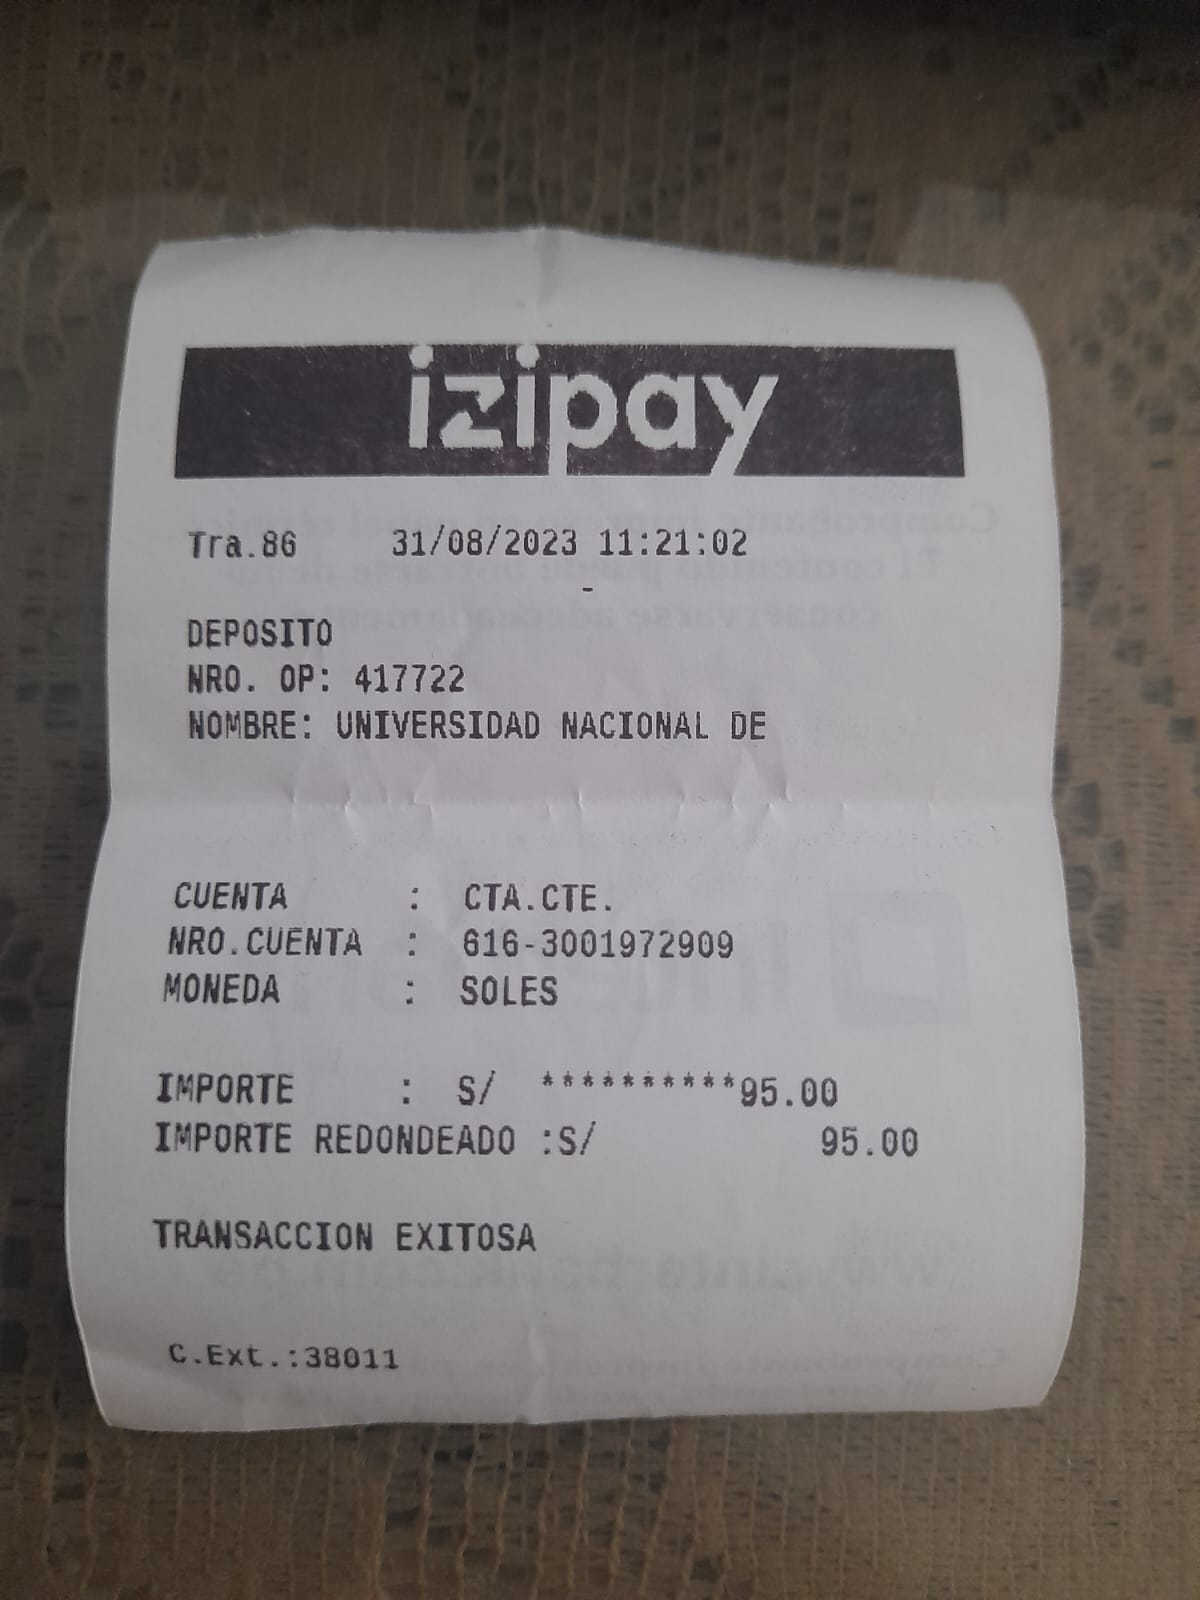 izipay
Tra.86 31/08/2023 11:21:02
-
DEPOSITO
NRO. OP: 417722
NOMBRE: UNIVERSIDAD NACIONAL DE
CUENTA : CTA.CTE.
NRO.CUENTA : 616-3001972909
MONEDA : SOLES
IMPORTE : S/ **********95.00
IMPORTE REDONDEADO :S/ 95.00
TRANSACCION EXITOSA
C.Ext.:38011